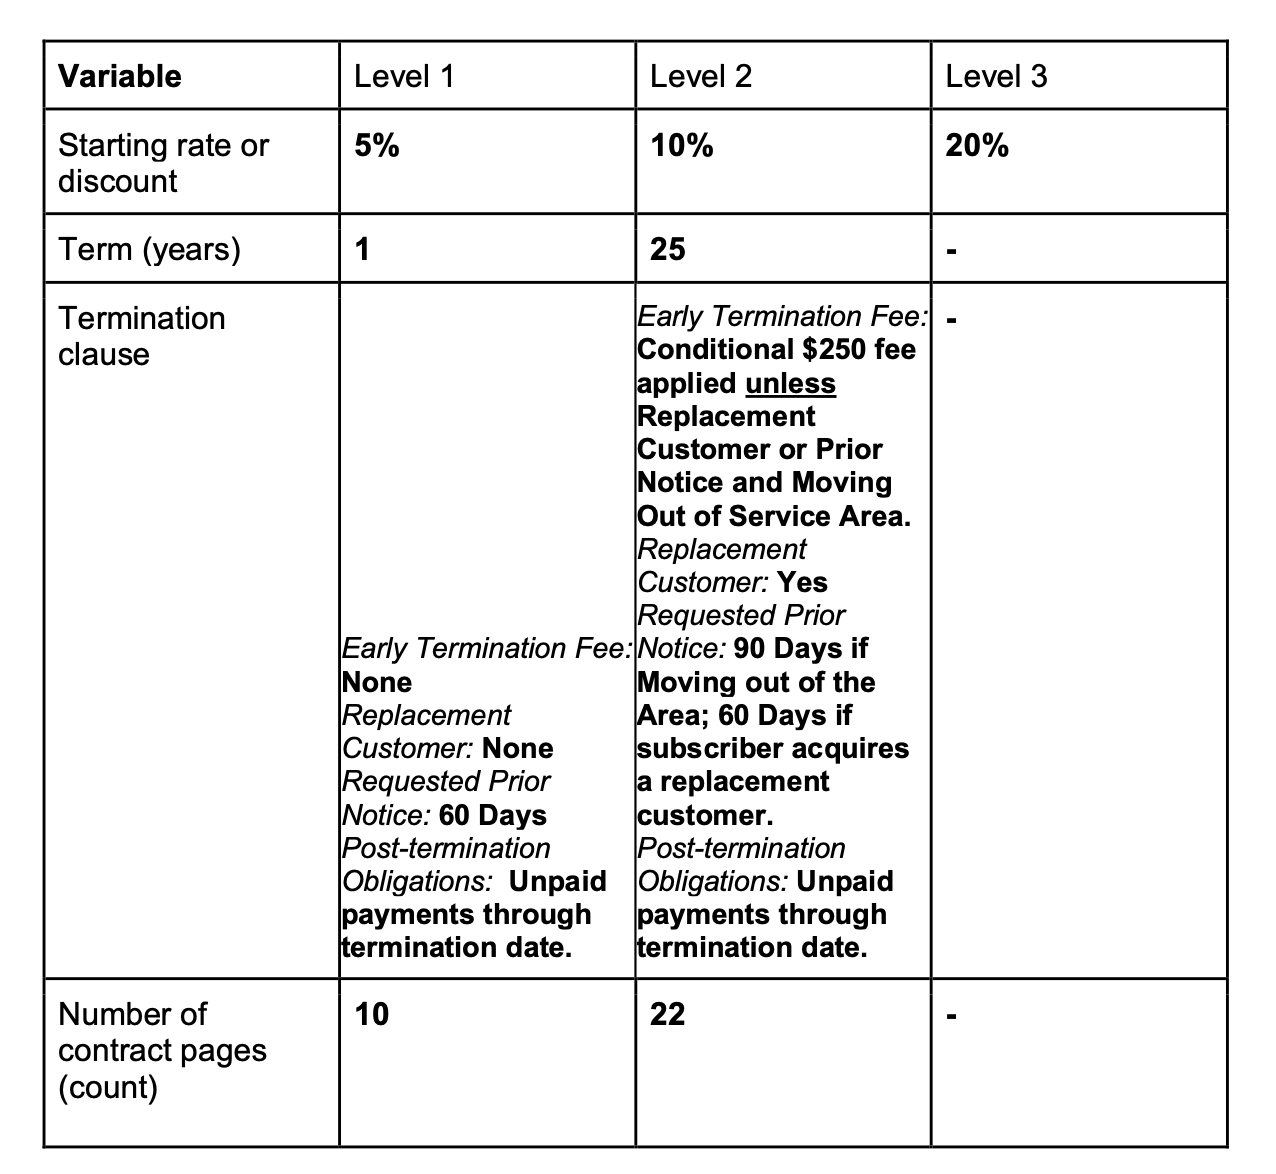 Variable
Level 1
Level 2
Level 3
Starting rate or
discount
5%
10%
20%
Term (years)
1
25
-
Termination
clause
Early Termination Fee:
None
Replacement
Customer: None
Requested Prior
Notice: 60 Days
Post-termination
Obligations:  Unpaid
payments through
termination date.
Early Termination Fee:
Conditional $250 fee
applied unless
Replacement
Customer or Prior
Notice and Moving
Out of Service Area.
Replacement
Customer: Yes
Requested Prior
Notice: 90 Days if
Moving out of the
Area; 60 Days if
subscriber acquires
a replacement
customer.
Post-termination
Obligations: Unpaid
payments through
termination date.
-
Number of
contract pages
(count)
10
22
-